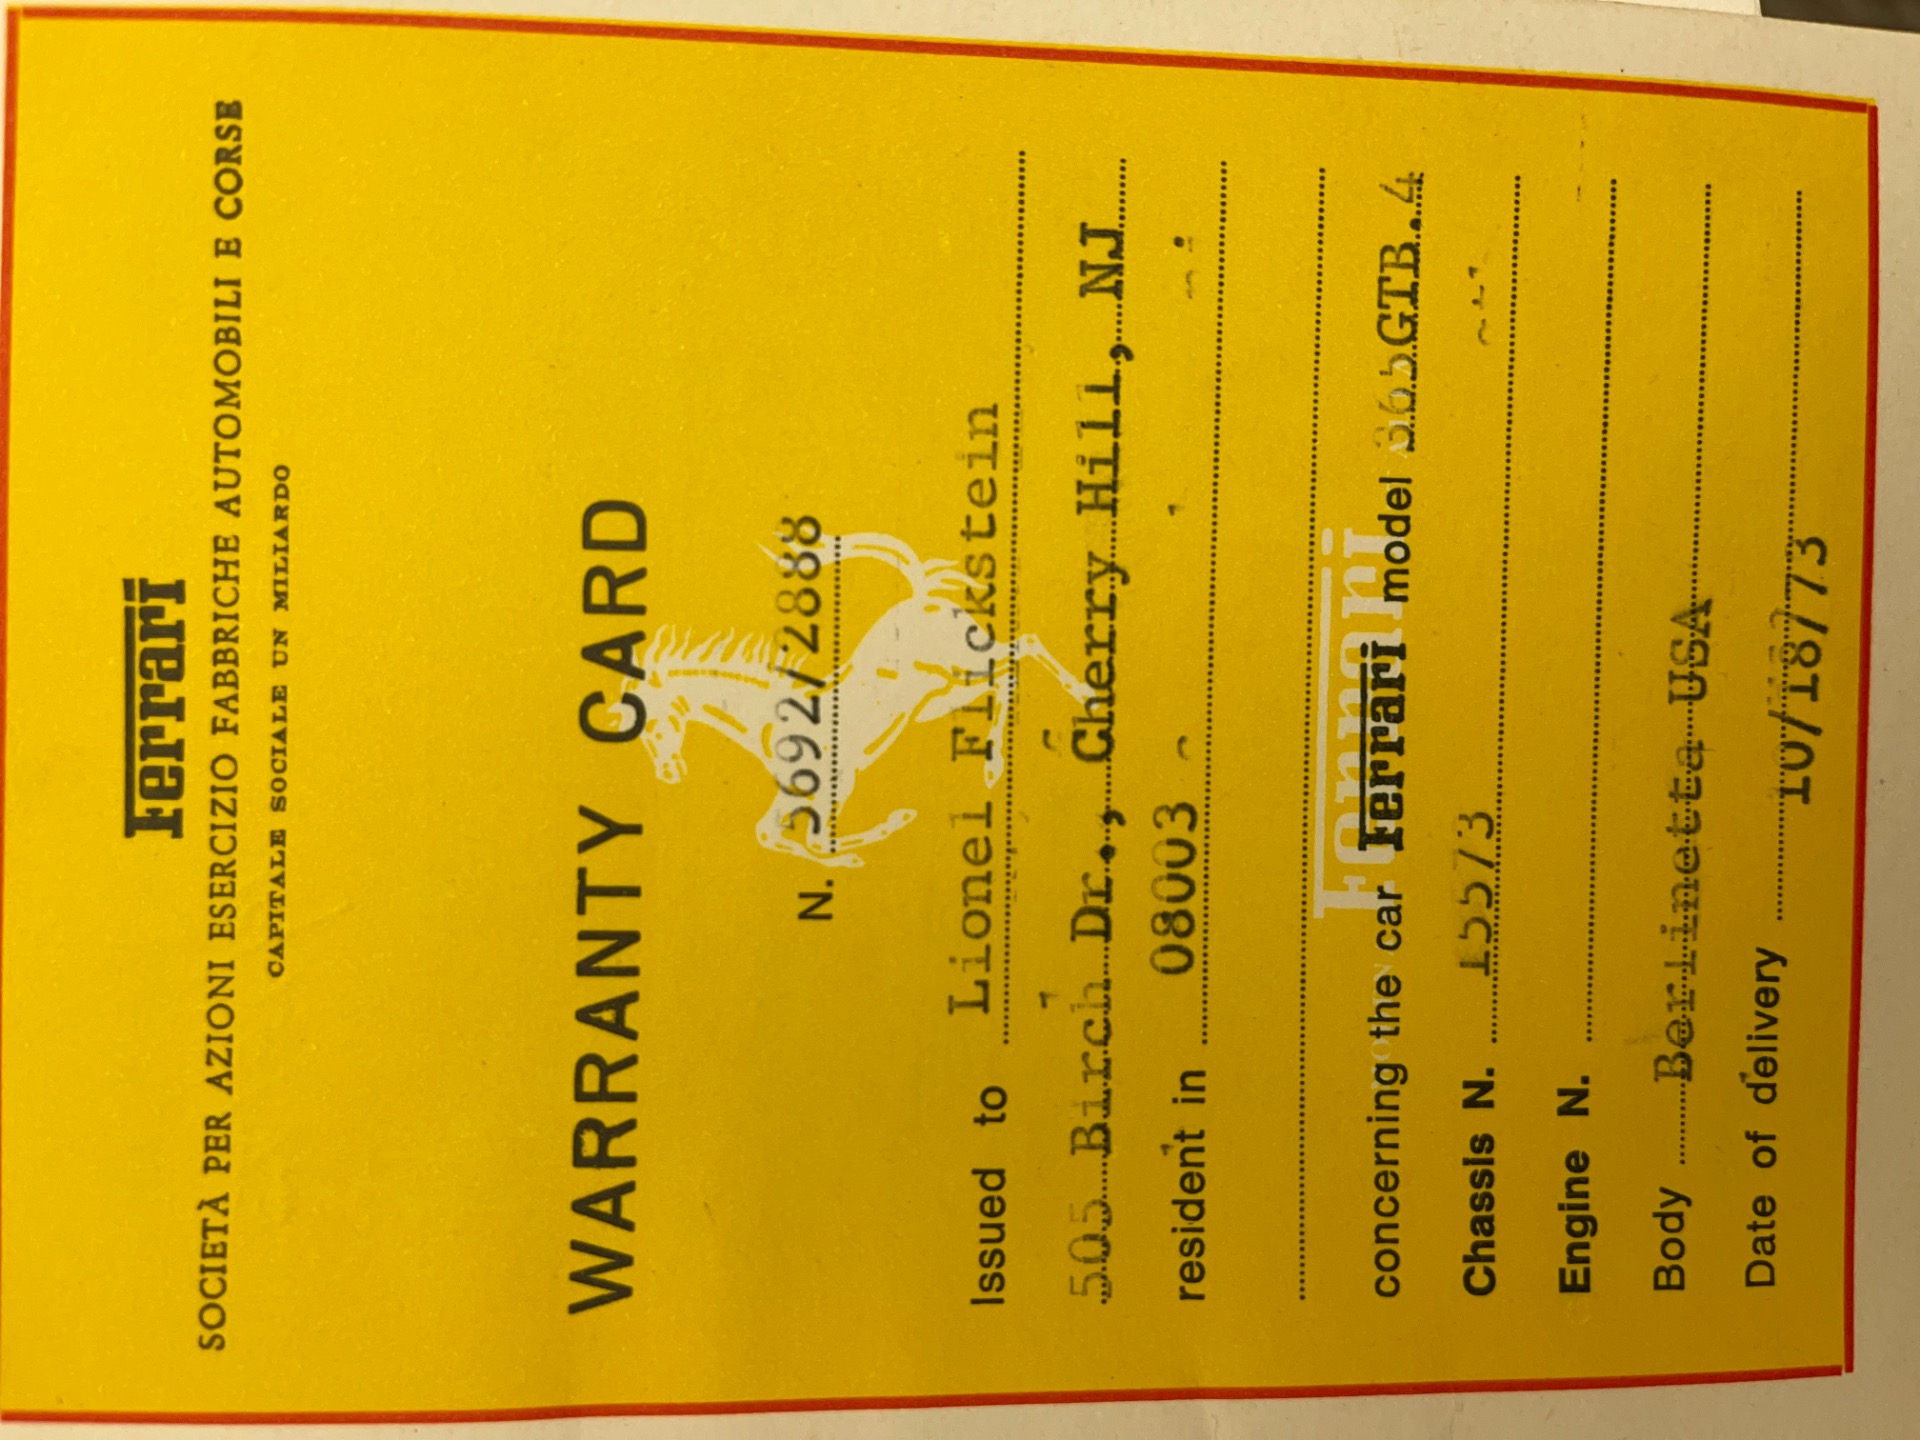 Ferrari
SOCIETÀ PER AZIONI ESERCIZIO FABBRICHE AUTOMOBILI E CORSE
CAPITALE SOCIALE UN MILIARDO
WARRANTY CARD
N. 5692/2888
Issued to Lionel Flickstein
505 Birch Dr., Cherry Hill, NJ
resident in 08003
Ferrari
concerning the car Ferrari model 365GTB.4
Chassis N. 15573
Engine N.
Body Berlinetta USA
Date of delivery 10/18/73